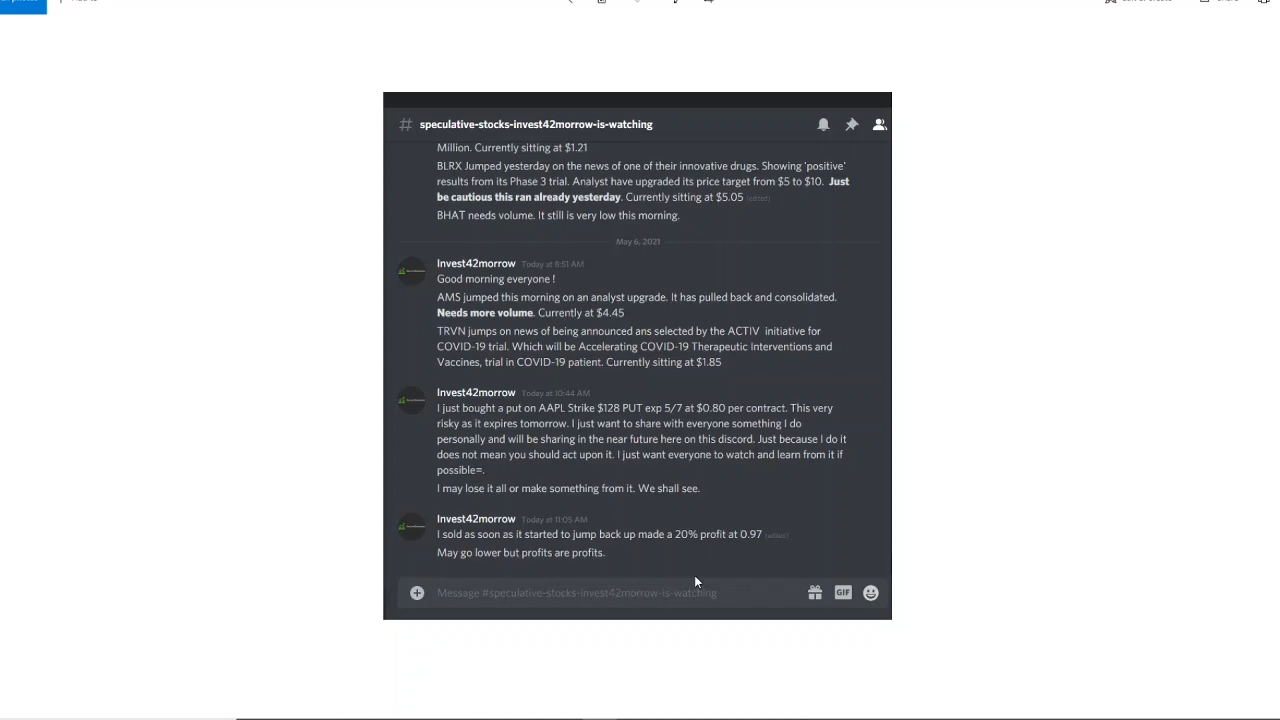 speculative-stocks-invest42morrow-is-watching
Million. Currently sitting at $1.21
BLRX Jumped yesterday on the news of one of their innovative drugs. Showing 'positive'
results from its Phase 3 trial. Analyst have upgraded its price target from $5 to $10. Just
be cautious this ran already yesterday. Currently sitting at $5.05 (edited)
BHAT needs volume. It still is very low this morning.
May 6, 2021
Invest42morrow Today at 8:51 AM
Good morning everyone !
AMS jumped this morning on an analyst upgrade. It has pulled back and consolidated.
Needs more volume. Currently at $4.45
TRVN jumps on news of being announced ans selected by the ACTIV initiative for
COVID-19 trial. Which will be Accelerating COVID-19 Therapeutic Interventions and
Vaccines, trial in COVID-19 patient. Currently sitting at $1.85
Invest42morrow Today at 10:44 AM
I just bought a put on AAPL Strike $128 PUT exp 5/7 at $0.80 per contract. This very
risky as it expires tomorrow. I just want to share with everyone something I do
personally and will be sharing in the near future here on this discord. Just because I do it
does not mean you should act upon it. I just want everyone to watch and learn from it if
possible=.
I may lose it all or make something from it. We shall see.
Invest42morrow Today at 11:05 AM
I sold as soon as it started to jump back up made a 20% profit at 0.97 (edited)
May go lower but profits are profits.
Message #speculative-stocks-invest42morrow-is-watching
GIF